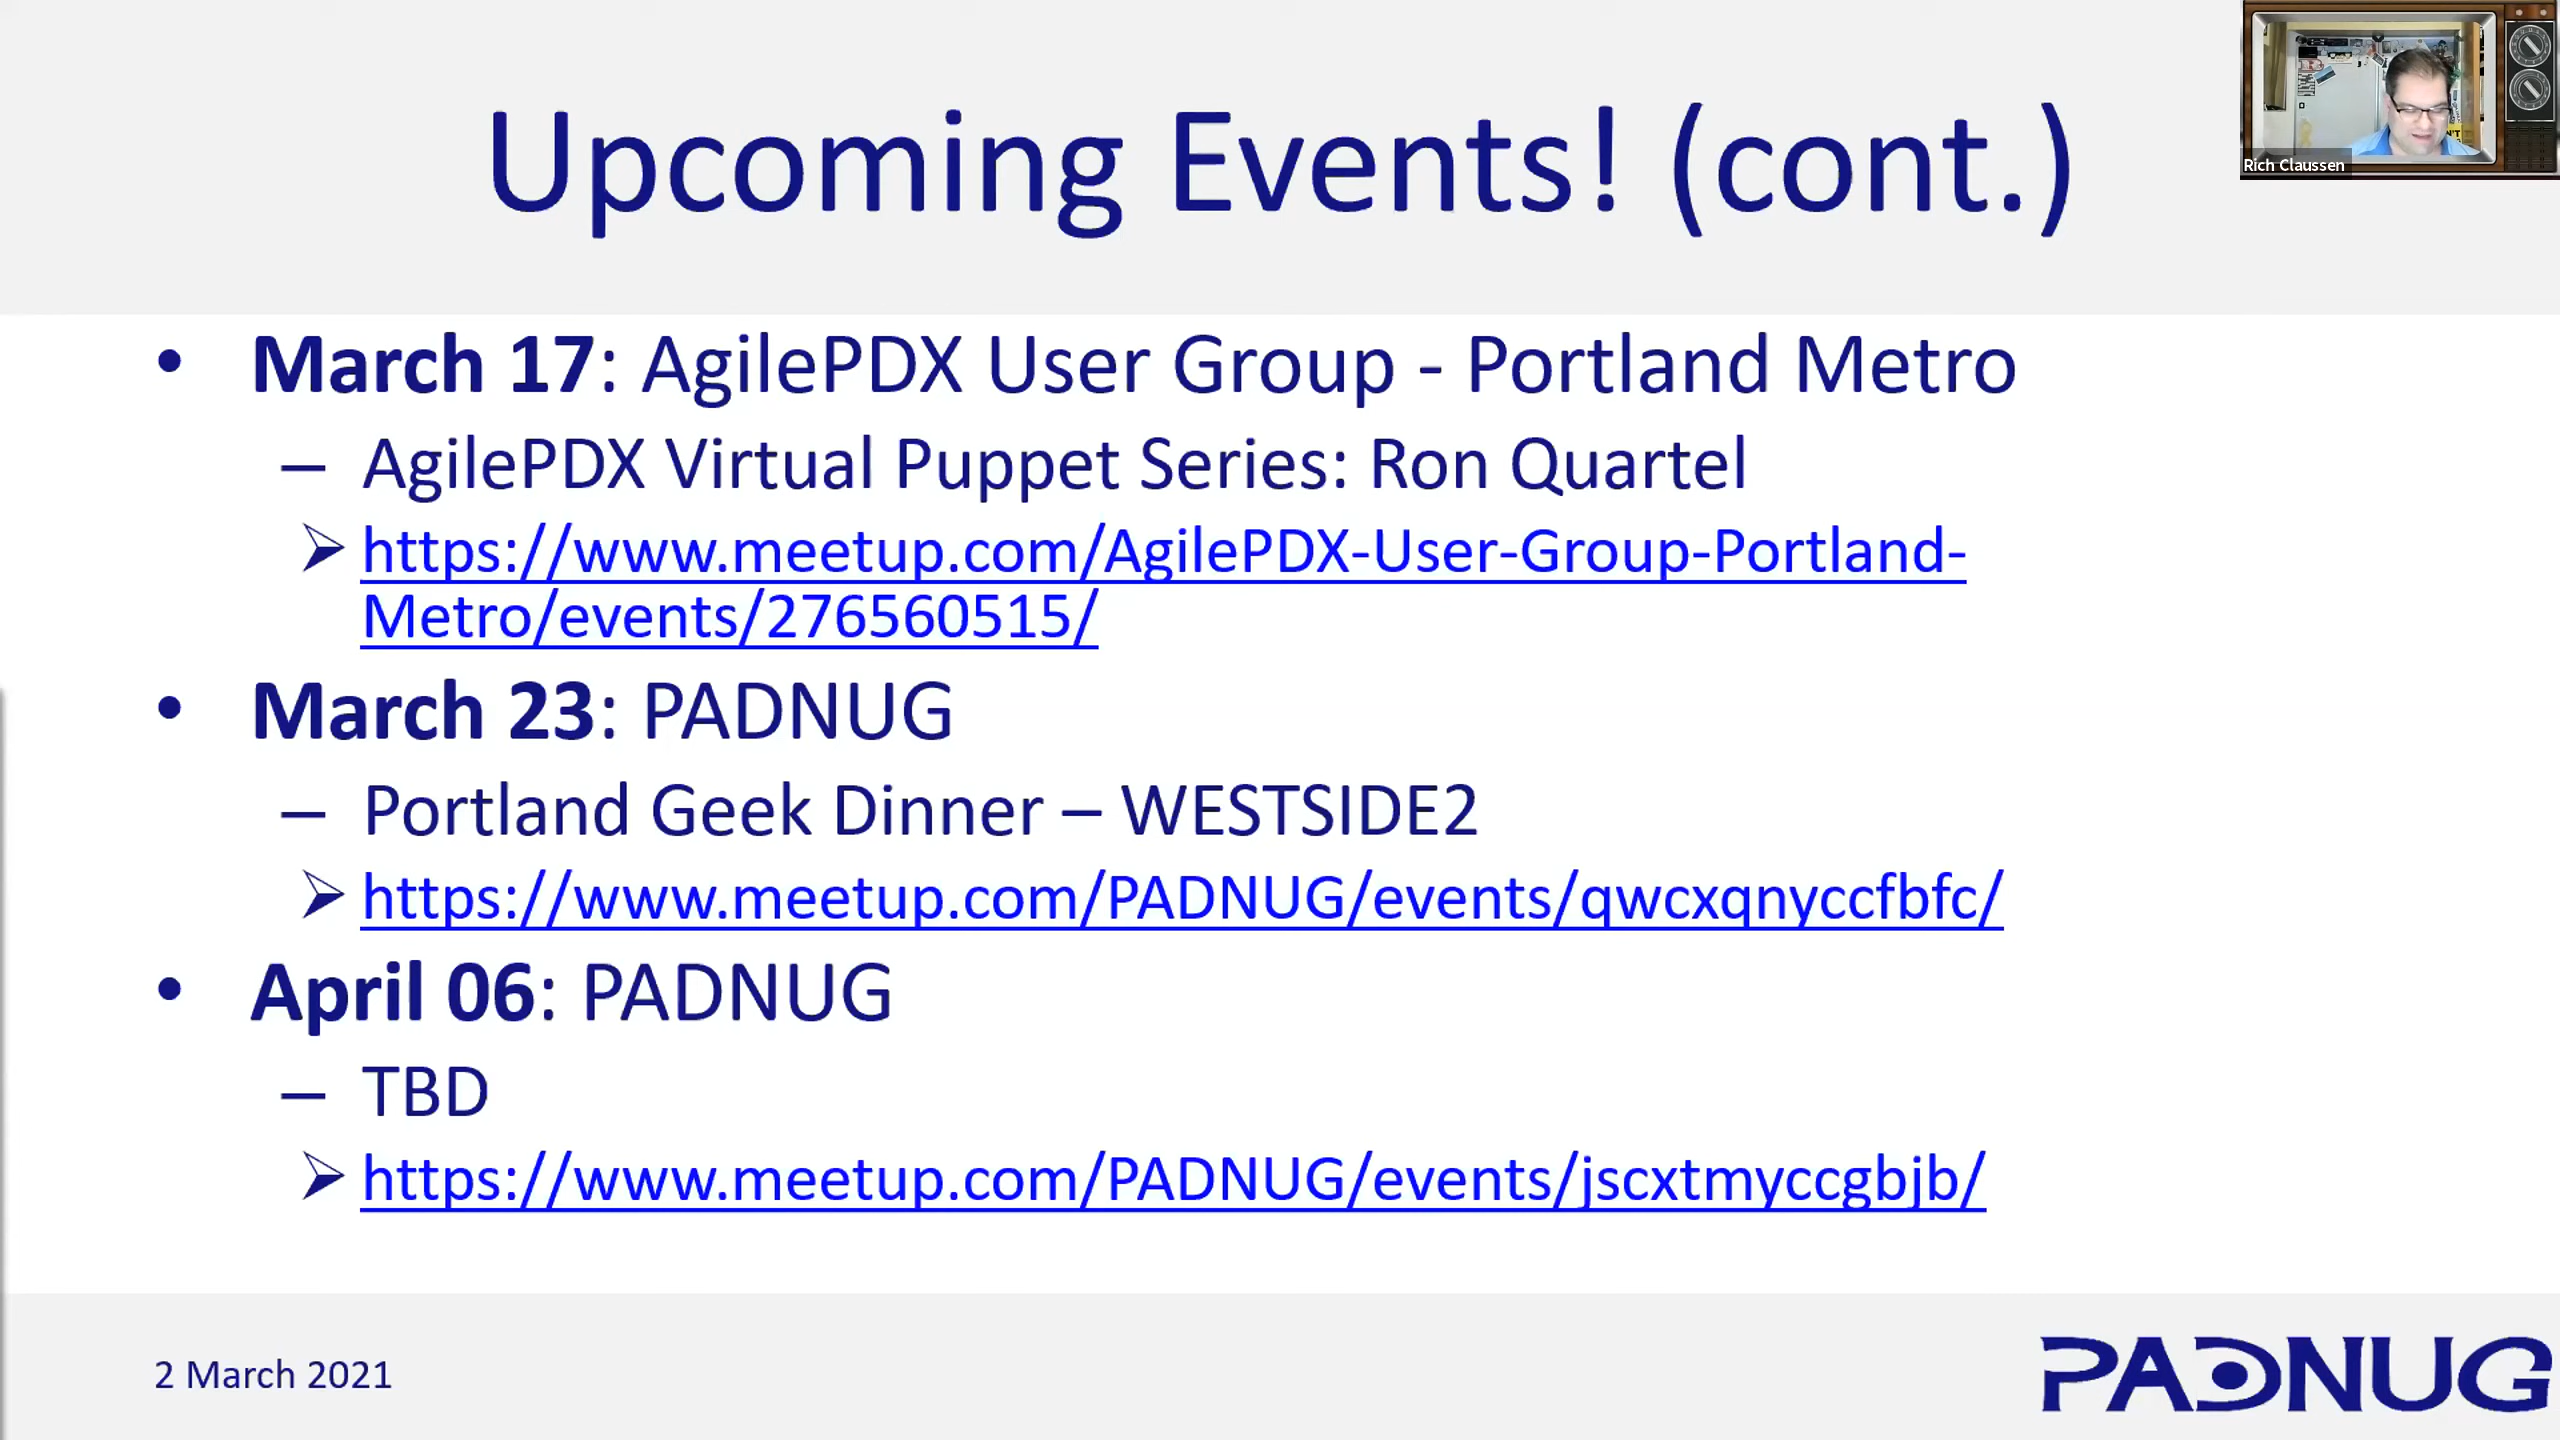 Upcoming Events! (cont.)
Rich Claussen
• March 17: AgilePDX User Group - Portland Metro
– AgilePDX Virtual Puppet Series: Ron Quartel
➢ https://www.meetup.com/AgilePDX-User-Group-Portland-
Metro/events/276560515/
• March 23: PADNUG
– Portland Geek Dinner – WESTSIDE2
➢ https://www.meetup.com/PADNUG/events/qwcxqnyccfbfc/
• April 06: PADNUG
– TBD
➢ https://www.meetup.com/PADNUG/events/jscxtmyccgbjb/
2 March 2021
PADNUG